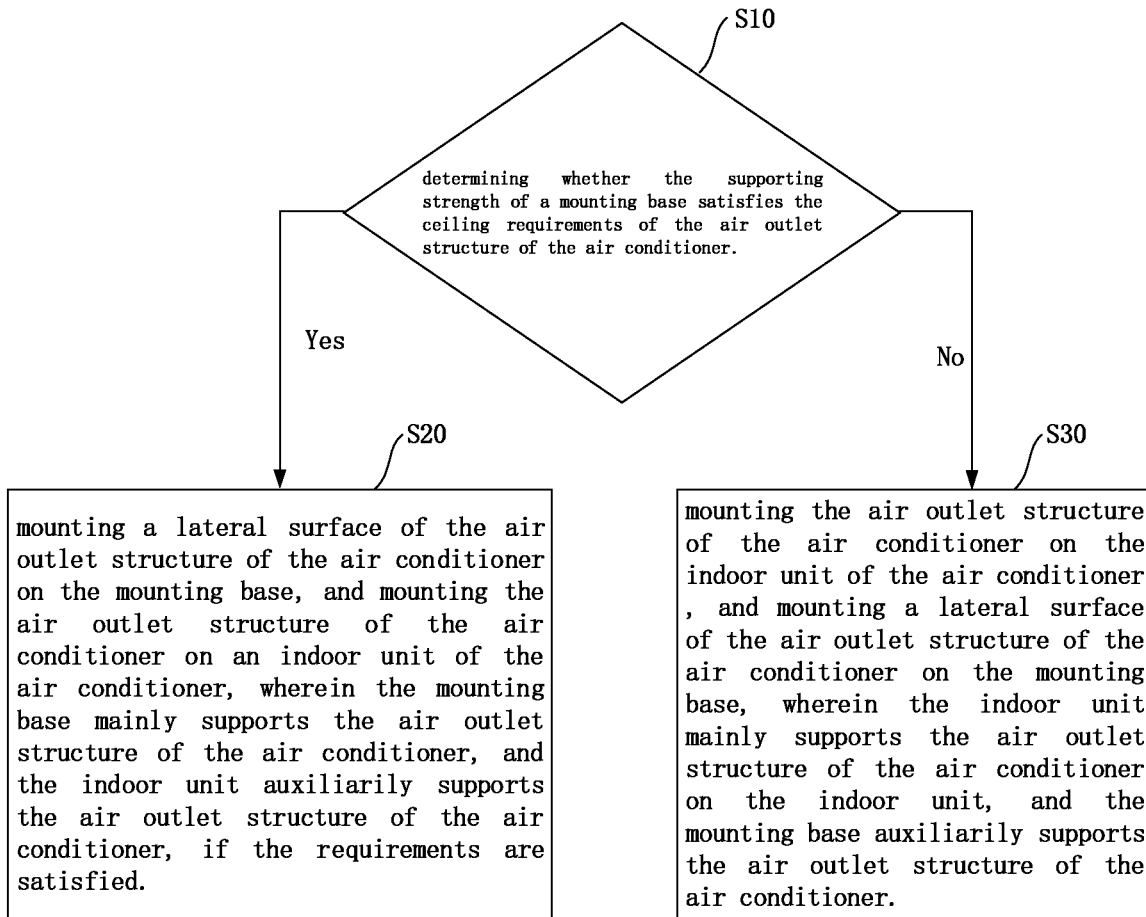 S10
determining whether the supporting
strength of a mounting base satisfies the
ceiling requirements of the air outlet
structure of the air conditioner.
Yes
No
S20
S30
mounting a lateral surface of the air
outlet structure of the air conditioner
on the mounting base, and mounting the
air outlet structure of the air
conditioner on an indoor unit of the
air conditioner, wherein the mounting
base mainly supports the air outlet
structure of the air conditioner, and
the indoor unit auxiliarily supports
the air outlet structure of the air
conditioner, if the requirements are
satisfied.
mounting the air outlet structure
of the air conditioner on the
indoor unit of the air conditioner
, and mounting a lateral surface
of the air outlet structure of the
air conditioner on the mounting
base, wherein the indoor unit
mainly supports the air outlet
structure of the air conditioner
on the indoor unit, and the
mounting base auxiliarily supports
the air outlet structure of the
air conditioner.